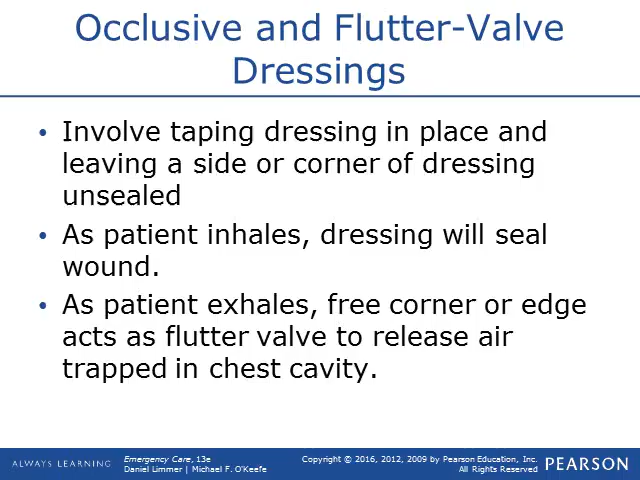 Occlusive and Flutter-Valve
Dressings
• Involve taping dressing in place and
leaving a side or corner of dressing
unsealed
• As patient inhales, dressing will seal
wound.
• As patient exhales, free corner or edge
acts as flutter valve to release air
trapped in chest cavity.
ALWAYS LEARNING
Emergency Care, 13e
Daniel Limmer | Michael F. O'Keefe
Copyright © 2016, 2012, 2009 by Pearson Education, Inc.
All Rights Reserved
PEARSON